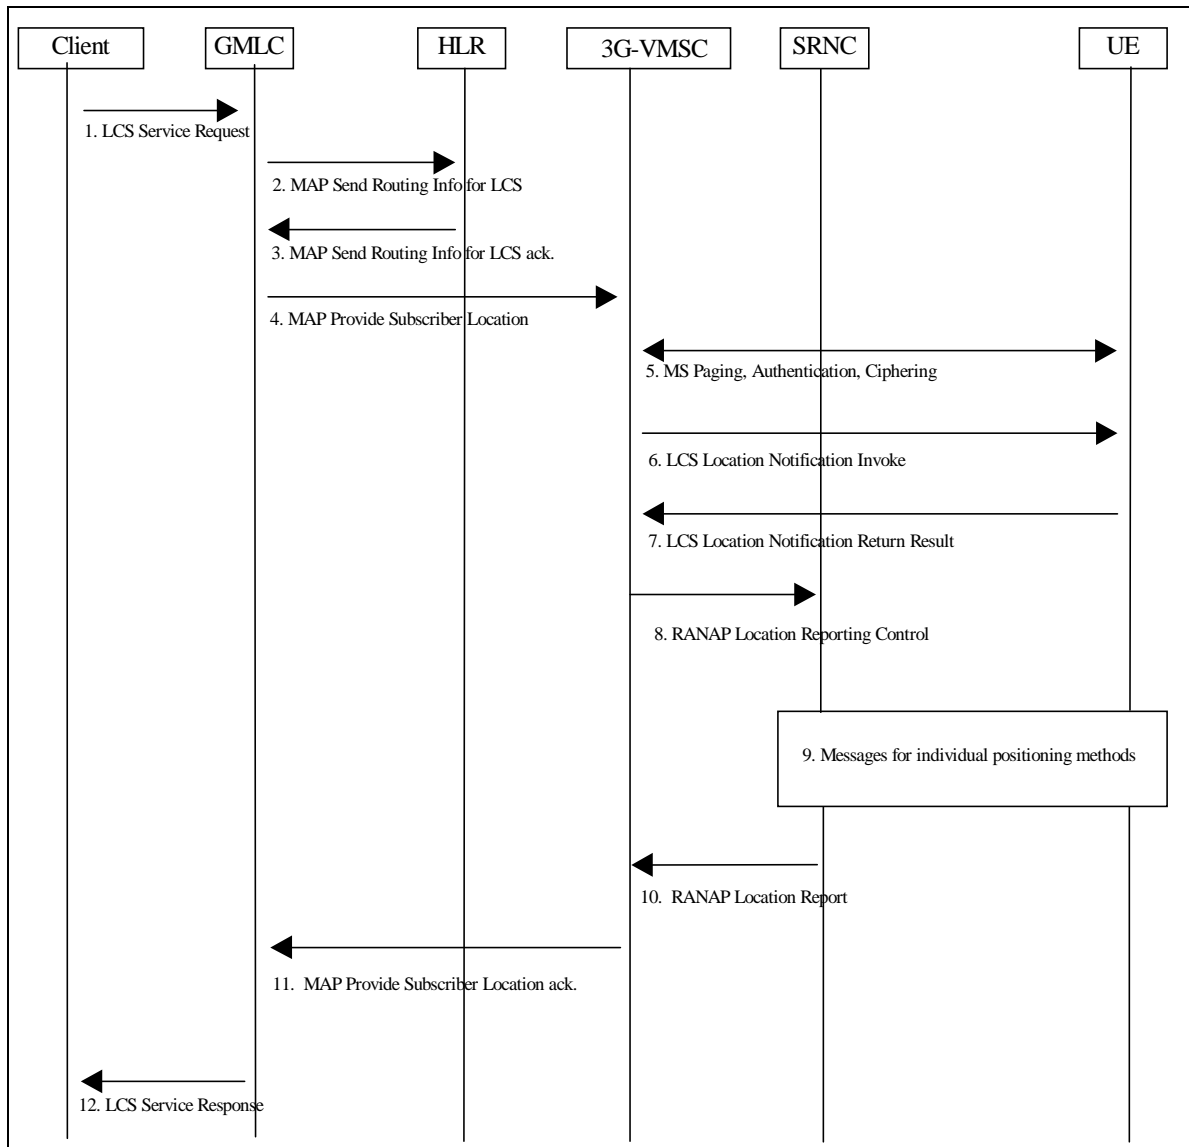 Client
GMLC
HLR
3G-VMSC
SRNC
UE
1. LCS Service Request
2. MAP Send Routing Info for LCS
3. MAP Send Routing Info for LCS ack.
4. MAP Provide Subscriber Location
5. MS Paging, Authentication, Ciphering
6. LCS Location Notification Invoke
7. LCS Location Notification Return Result
8. RANAP Location Reporting Control
9. Messages for individual positioning methods
10. RANAP Location Report
11. MAP Provide Subscriber Location ack.
12. LCS Service Response